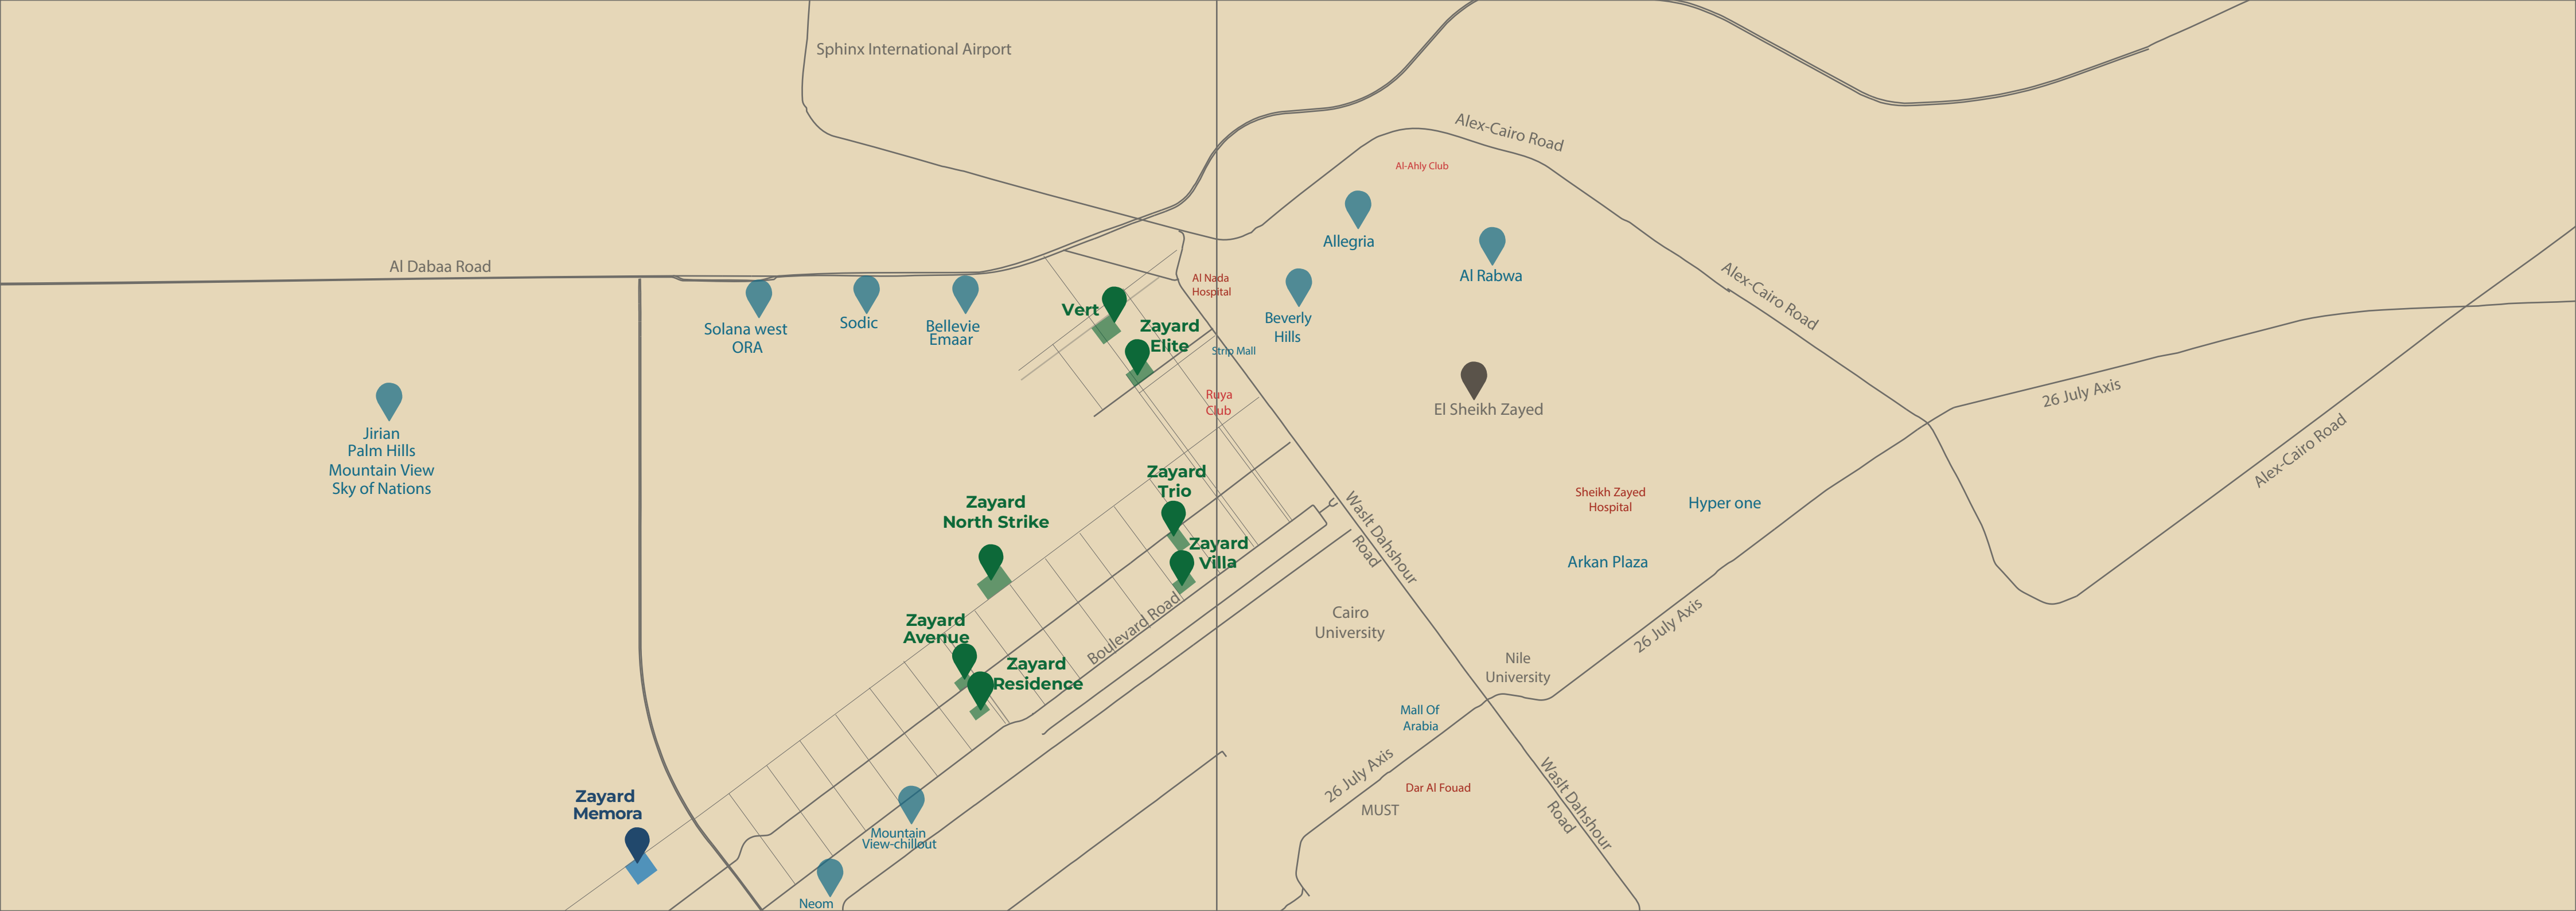 Sphinx International Airport
Alex-Cairo Road
Al-Ahly Club
Allegria
Al Rabwa
Al Dabaa Road
Al Nada
Hospital
Alex-Cairo Road
Vert
Zayard
Elite
Beverly
Hills
Solana west
ORA
Sodic
Bellevie
Emaar
Strip Mall
Ruya
Club
El Sheikh Zayed
26 July Axis
Alex-Cairo Road
Jirian
Palm Hills
Mountain View
Sky of Nations
Zayard
Trio
Zayard
North Strike
Zayard
Villa
Waslt Dahshour
Road
Sheikh Zayed
Hospital
Hyper one
Arkan Plaza
Boulevard Road
Cairo
University
26 July Axis
Zayard
Avenue
Zayard
Residence
Nile
University
Mall Of
Arabia
26 July Axis
Dar Al Fouad
MUST
Waslt Dahshour
Road
Zayard
Memora
Mountain
View-chillout
Neom